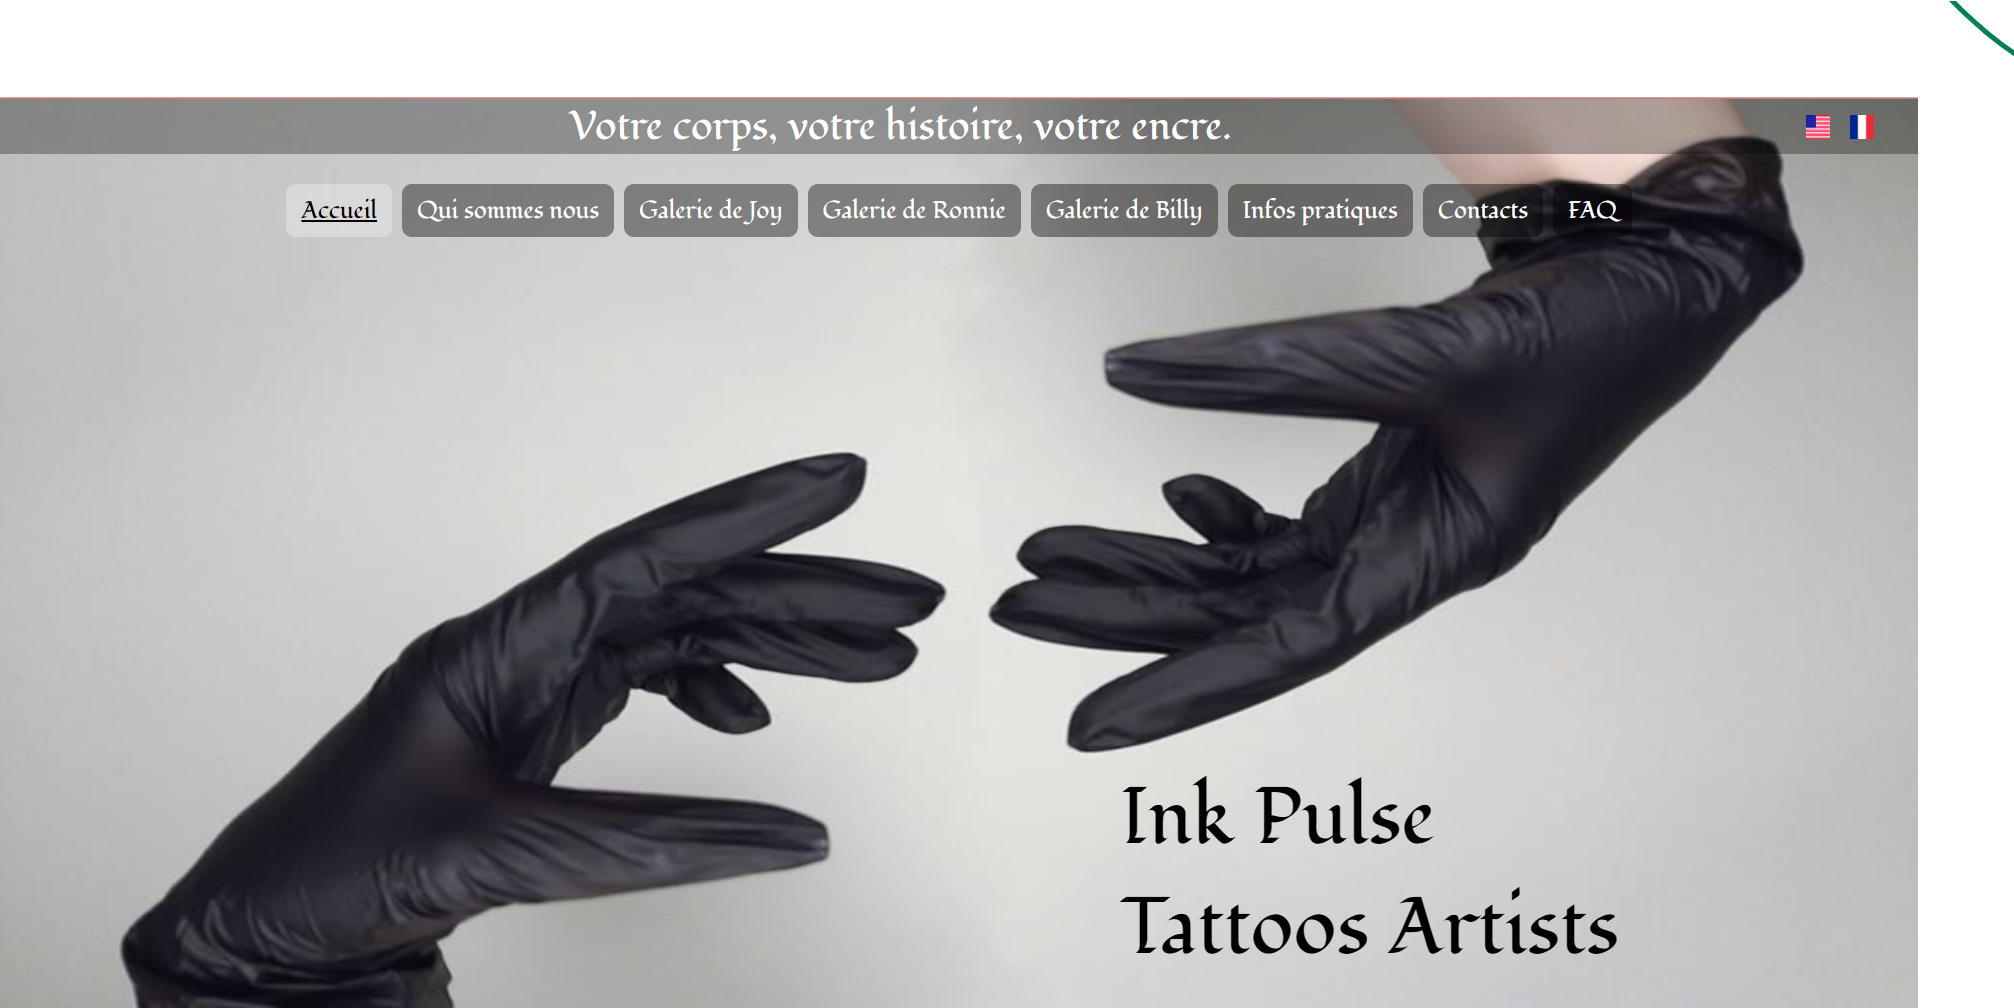 Votre corps, votre histoire, votre encre.
Accueil Qui sommes nous Galerie de Joy Galerie de Ronnie Galerie de Billy Infos pratiques Contacts FAQ
Ink Pulse
Tattoos Artists